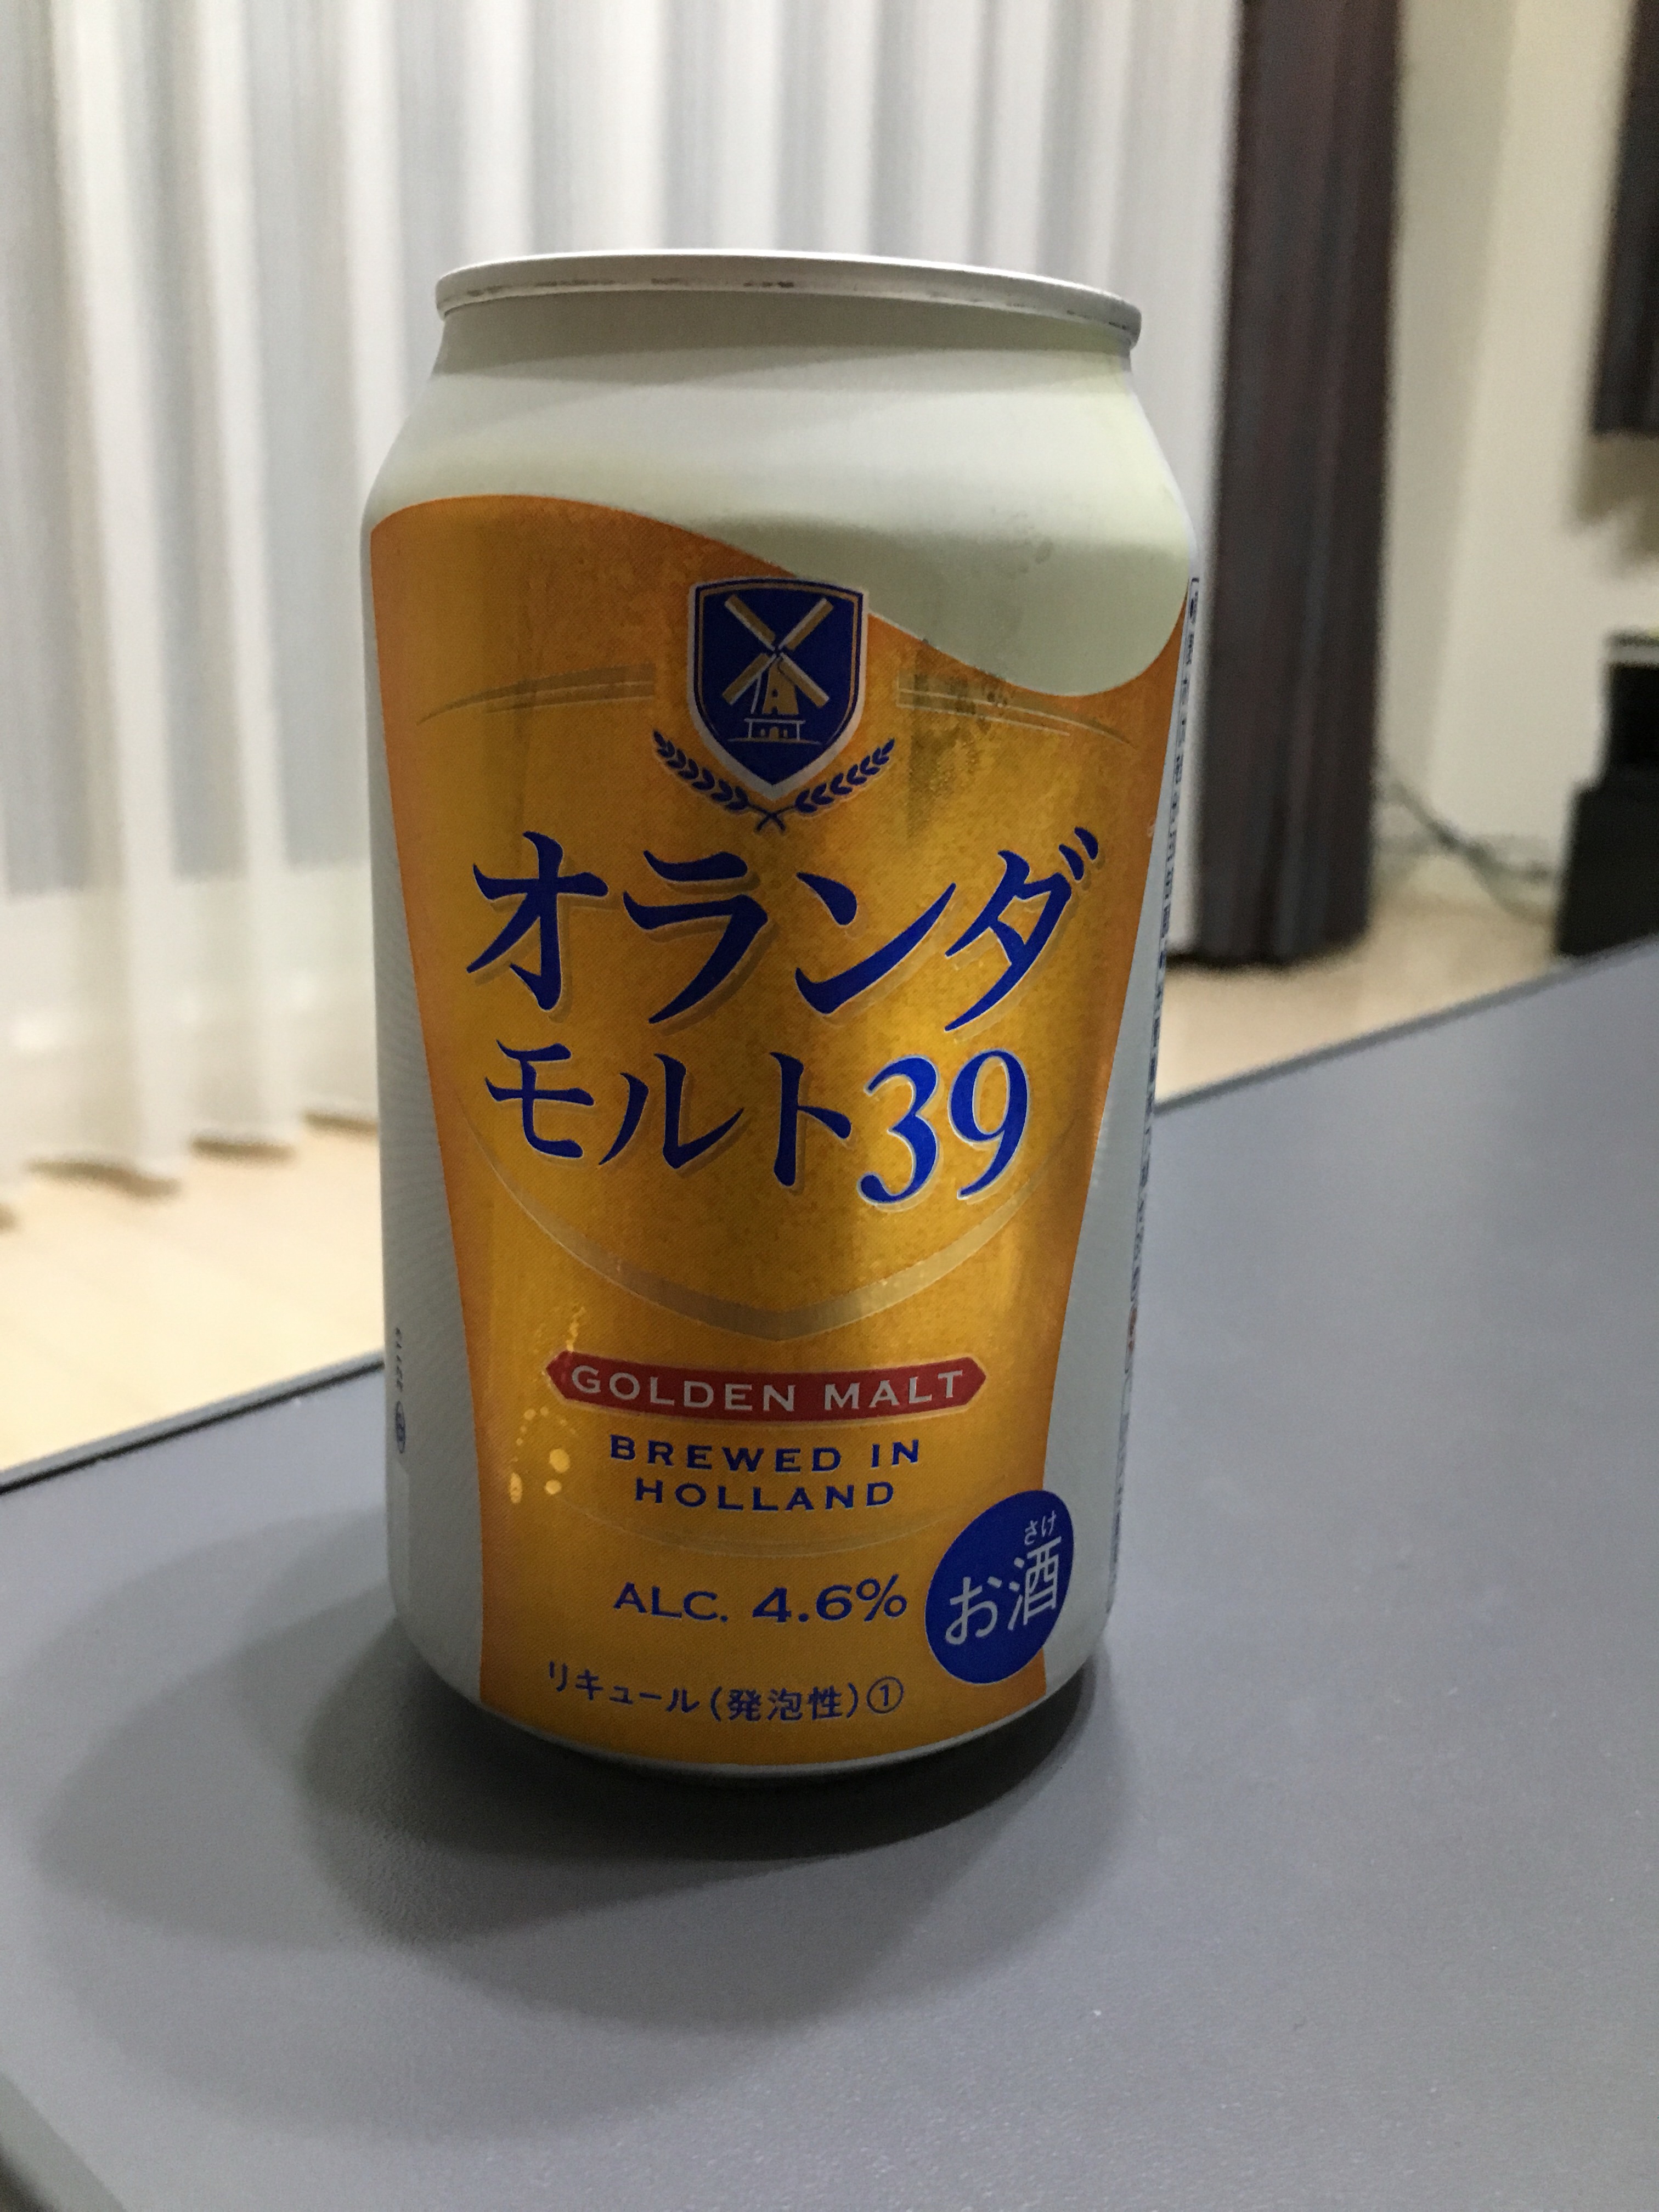 オランダ
モルト39
GOLDEN MALT
BREWED IN
HOLLAND
ALC. 4.6%
さけ
お酒
リキュール(発泡性)①